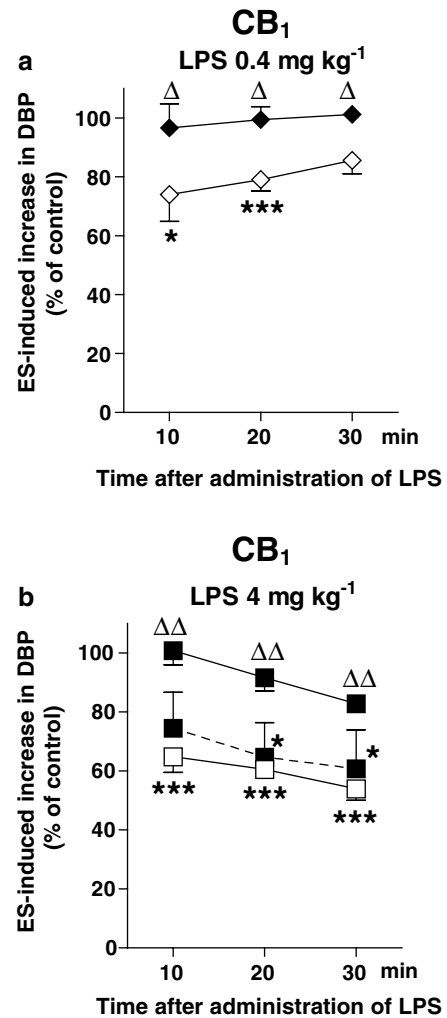 CB₁
a
LPS 0.4 mg kg⁻¹
Δ Δ Δ
100
80
60
40
20
0
* ***
10 20 30 min
ES-induced increase in DBP
(% of control)
Time after administration of LPS
CB₁
b
LPS 4 mg kg⁻¹
ΔΔ ΔΔ ΔΔ
100
80
60
40
20
0
* *
*** *** ***
10 20 30 min
ES-induced increase in DBP
(% of control)
Time after administration of LPS